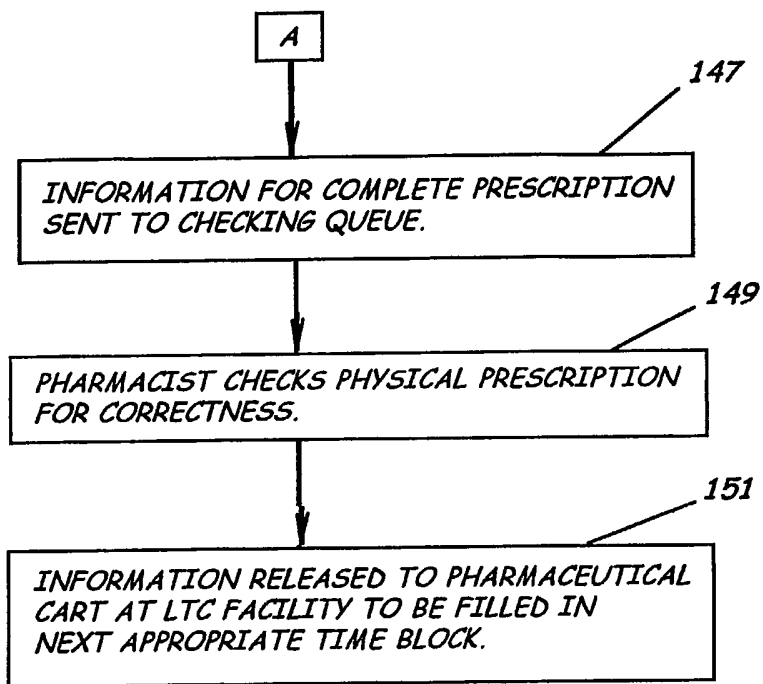 A
147
INFORMATION FOR COMPLETE PRESCRIPTION
SENT TO CHECKING QUEUE.
149
PHARMACIST CHECKS PHYSICAL PRESCRIPTION
FOR CORRECTNESS.
151
INFORMATION RELEASED TO PHARMACEUTICAL
CART AT LTC FACILITY TO BE FILLED IN
NEXT APPROPRIATE TIME BLOCK.